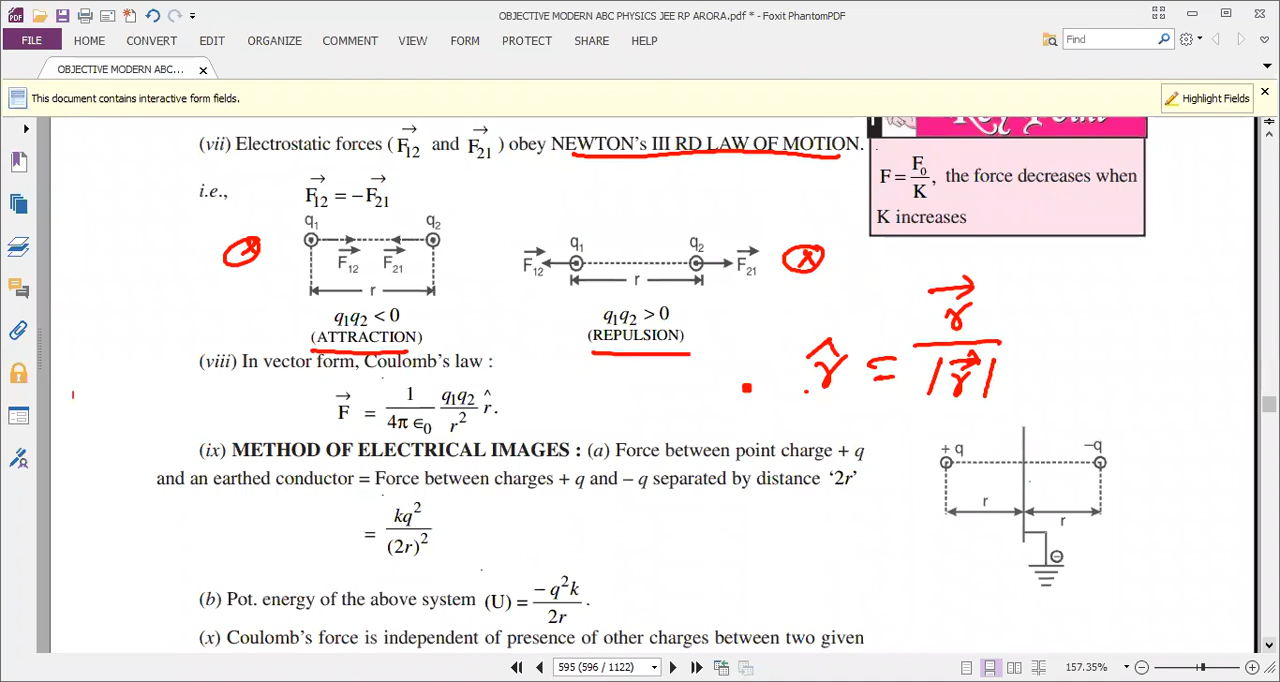 OBJECTIVE MODERN ABC PHYSICS JEE RP ARORA.pdf * - Foxit PhantomPDF
FILE HOME CONVERT EDIT ORGANIZE COMMENT VIEW FORM PROTECT SHARE HELP Find
OBJECTIVE MODERN ABC...
This document contains interactive form fields. Highlight Fields
(vii) Electrostatic forces (F₁₂ and F₂₁) obey NEWTON's III RD LAW OF MOTION.
i.e., F₁₂ = –F₂₁
q₁ q₂
F₁₂ F₂₁
r
q₁q₂ < 0
(ATTRACTION)
q₁ q₂
F₁₂ F₂₁
r
q₁q₂ > 0
(REPULSION)
Key Point
F = F₀/K, the force decreases when
K increases
r̂ = r⃗/|r⃗|
(viii) In vector form, Coulomb's law :
F⃗ = 1/4π∈₀ q₁q₂/r² r̂.
(ix) METHOD OF ELECTRICAL IMAGES : (a) Force between point charge + q
and an earthed conductor = Force between charges + q and – q separated by distance ‘2r’
= kq²/(2r)²
+ q –q
r r
(b) Pot. energy of the above system (U) = – q²k/2r.
(x) Coulomb's force is independent of presence of other charges between two given
595 (596 / 1122) 157.35%